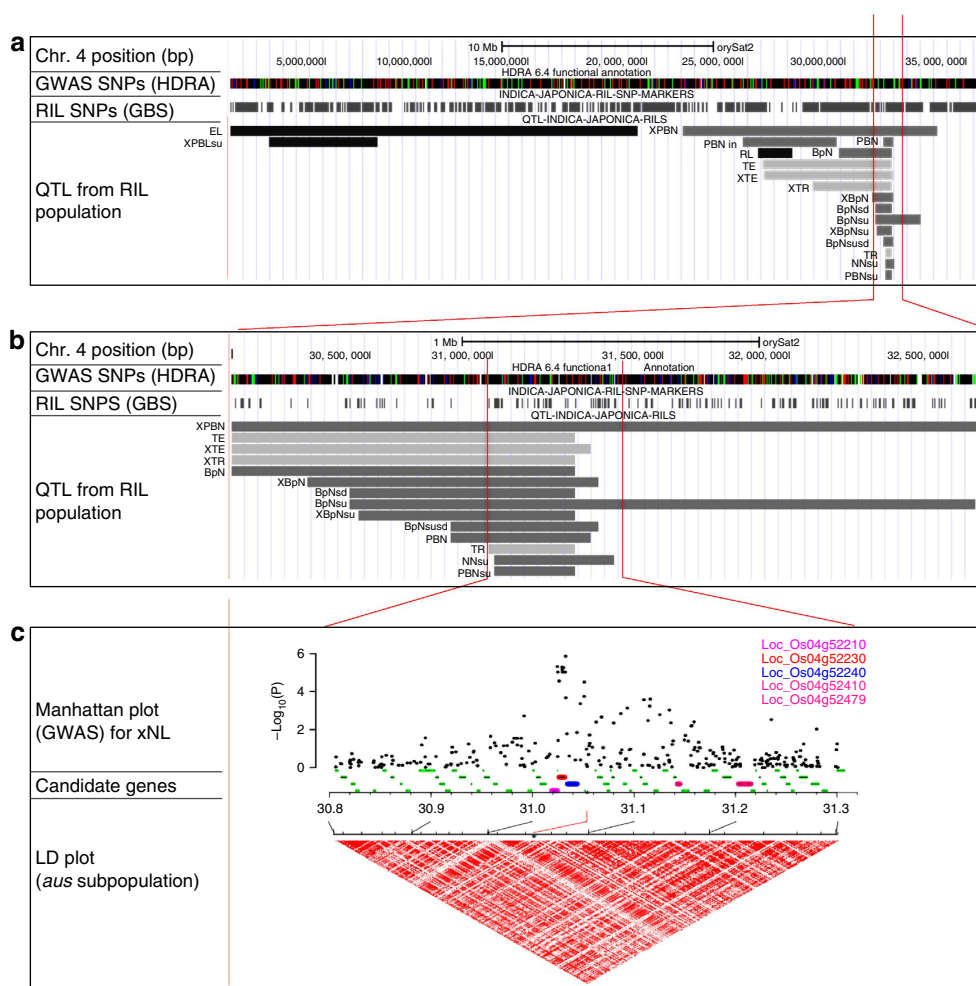 a
Chr. 4 position (bp)
10 Mb orySat2
5,000,000l 10,000,000l 15,000,000l 20,000,000l 25,000,000l 30,000,000l 35,000,000l
HDRA 6.4 functional annotation
GWAS SNPs (HDRA)
INDICA-JAPONICA-RIL-SNP-MARKERS
RIL SNPs (GBS)
QTL-INDICA-JAPONICA-RILS
QTL from RIL
population
EL XPBN
XPBLsu PBN in PBN
RL BpN
TE
XTE
XTR
XBpN
BpNsd
BpNsu
XBpNsu
BpNsusd
TR
NNsu
PBNsu
b
Chr. 4 position (bp)
1 Mb orySat2
30,500,000l 31,000,000l 31,500,000l 32,000,000l 32,500,000l
GWAS SNPs (HDRA)
HDRA 6.4 functiona1 Annotation
INDICA-JAPONICA-RIL-SNP-MARKERS
RIL SNPS (GBS)
QTL-INDICA-JAPONICA-RILS
QTL from RIL
population
XPBN
TE
XTE
XTR
BpN
XBpN
BpNsd
BpNsu
XBpNsu
BpNsusd
PBN
TR
NNsu
PBNsu
c
Manhattan plot
(GWAS) for xNL
−Log10(P)
6
4
2
0
Loc_Os04g52210
Loc_Os04g52230
Loc_Os04g52240
Loc_Os04g52410
Loc_Os04g52479
Candidate genes
30.8 30.9 31.0 31.1 31.2 31.3
LD plot
(aus subpopulation)